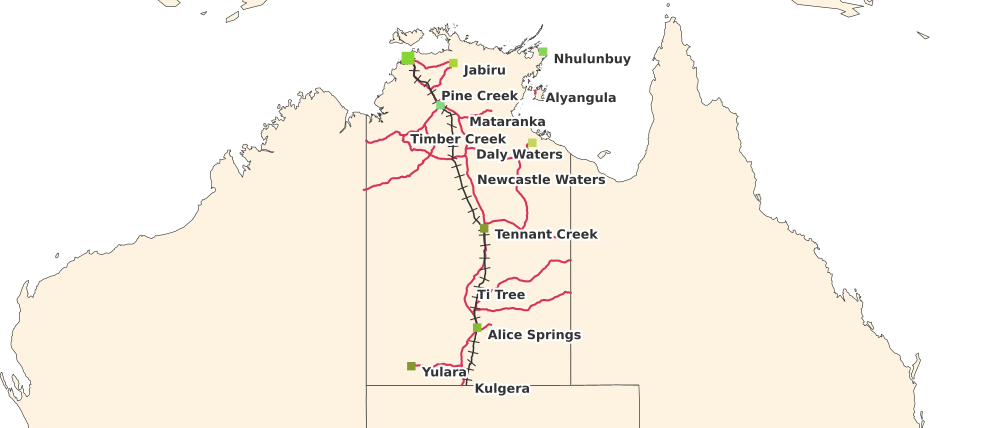 Nhulunbuy
Jabiru
Pine Creek
Alyangula
Mataranka
Timber Creek
Daly Waters
Newcastle Waters
Tennant Creek
Ti Tree
Alice Springs
Yulara
Kulgera